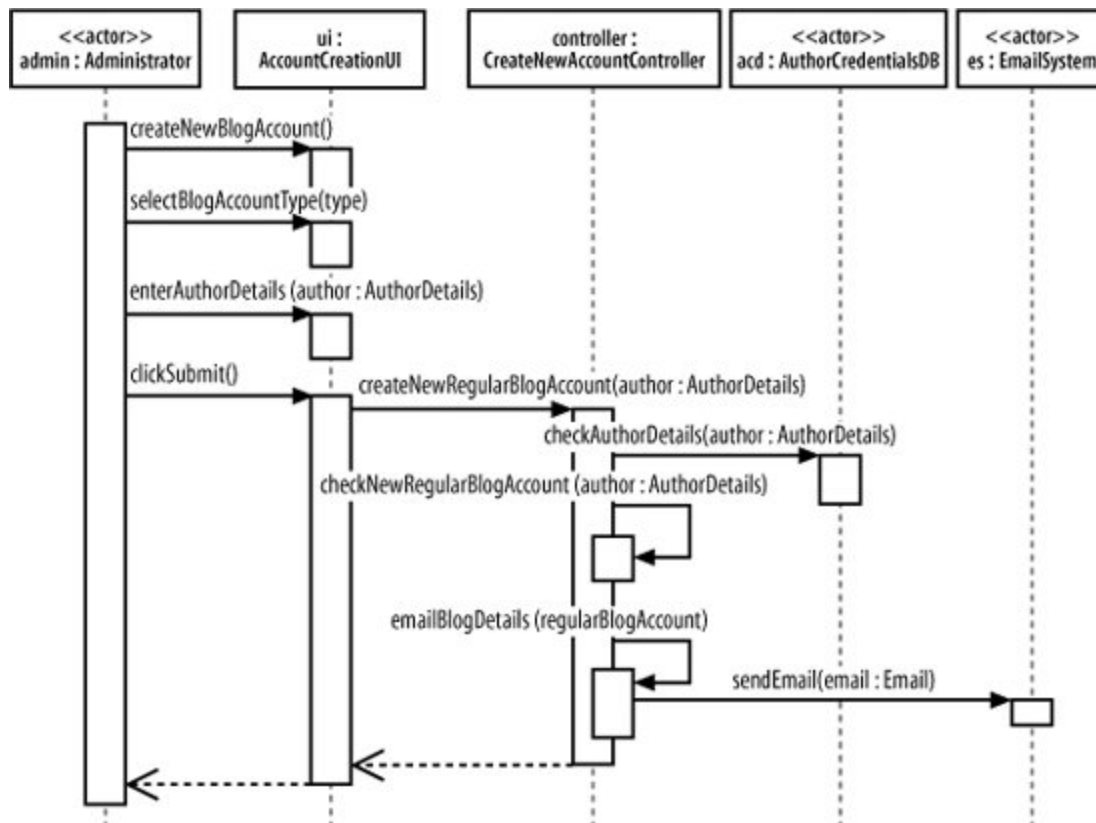 <<actor>>
admin : Administrator
ui :
AccountCreationUI
controller :
CreateNewAccountController
<<actor>>
acd : AuthorCredentialsDB
<<actor>>
es : EmailSystem
createNewBlogAccount()
selectBlogAccountType(type)
enterAuthorDetails (author : AuthorDetails)
clickSubmit()
createNewRegularBlogAccount(author : AuthorDetails)
checkAuthorDetails(author : AuthorDetails)
checkNewRegularBlogAccount (author : AuthorDetails)
emailBlogDetails (regularBlogAccount)
sendEmail(email : Email)